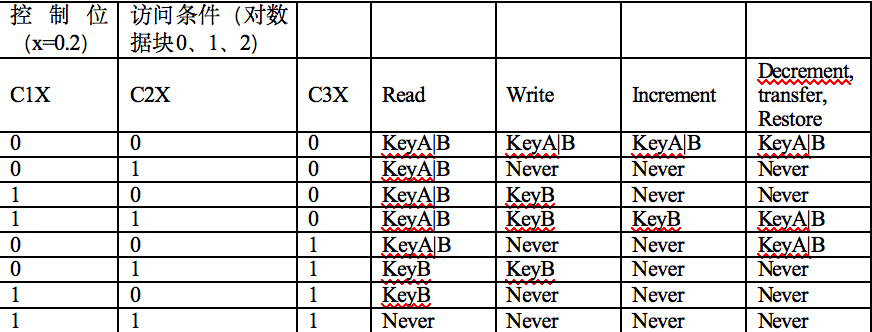 控制位 访问条件（对数
（x=0.2） 据块0、1、2）
Decrement,
C1X C2X C3X Read Write Increment transfer,
Restore
0 0 0 KeyA|B KeyA|B KeyA|B KeyA|B
0 1 0 KeyA|B Never Never Never
1 0 0 KeyA|B KeyB Never Never
1 1 0 KeyA|B KeyB KeyB KeyA|B
0 0 1 KeyA|B Never Never KeyA|B
0 1 1 KeyB KeyB Never Never
1 0 1 KeyB Never Never Never
1 1 1 Never Never Never Never